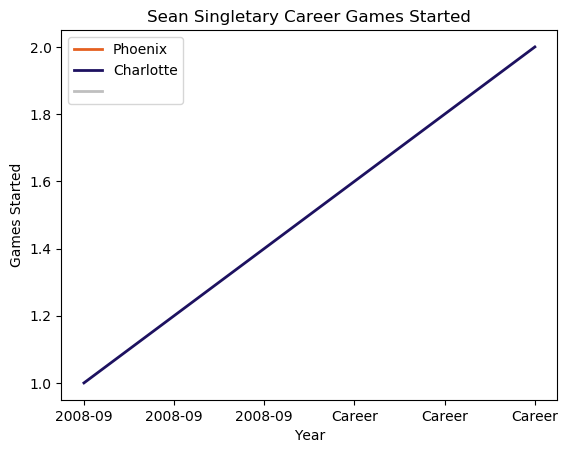 Sean Singletary Career Games Started
Phoenix
Charlotte
2.0
1.8
1.6
1.4
1.2
1.0
Games Started
2008-09 2008-09 2008-09 Career Career Career
Year